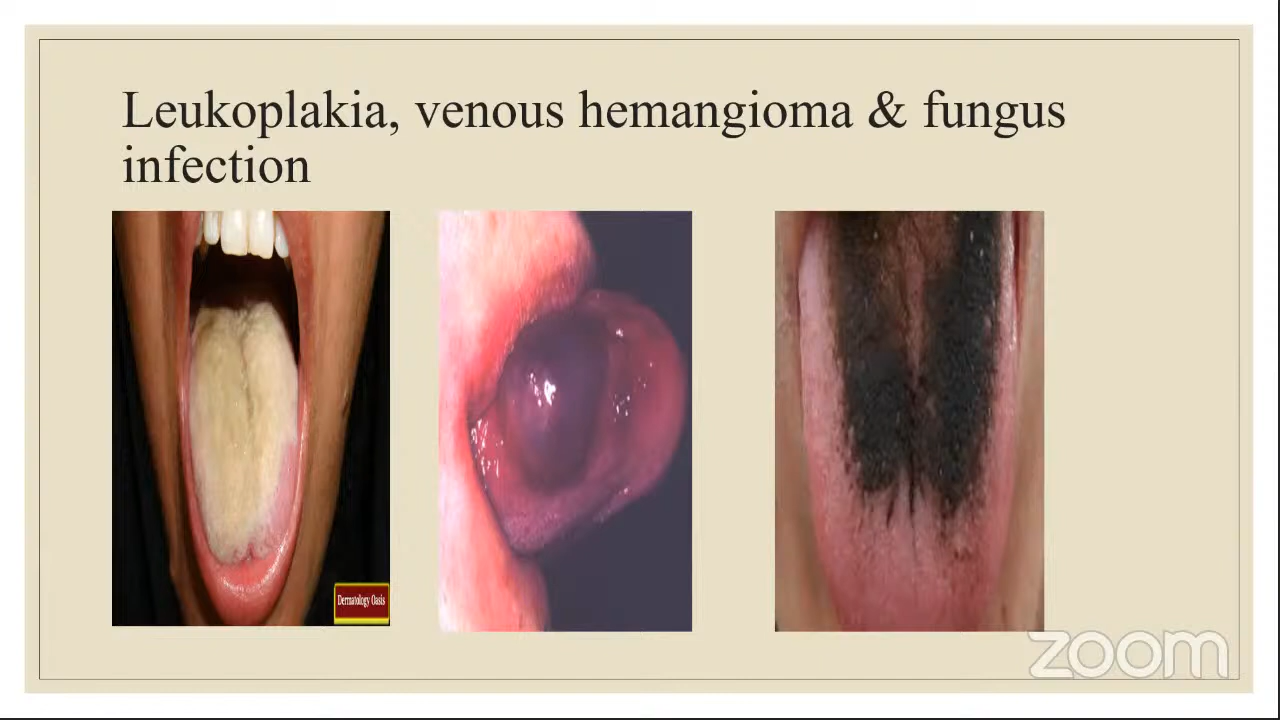 Leukoplakia, venous hemangioma & fungus
infection
Dermatology Oasis
zoom